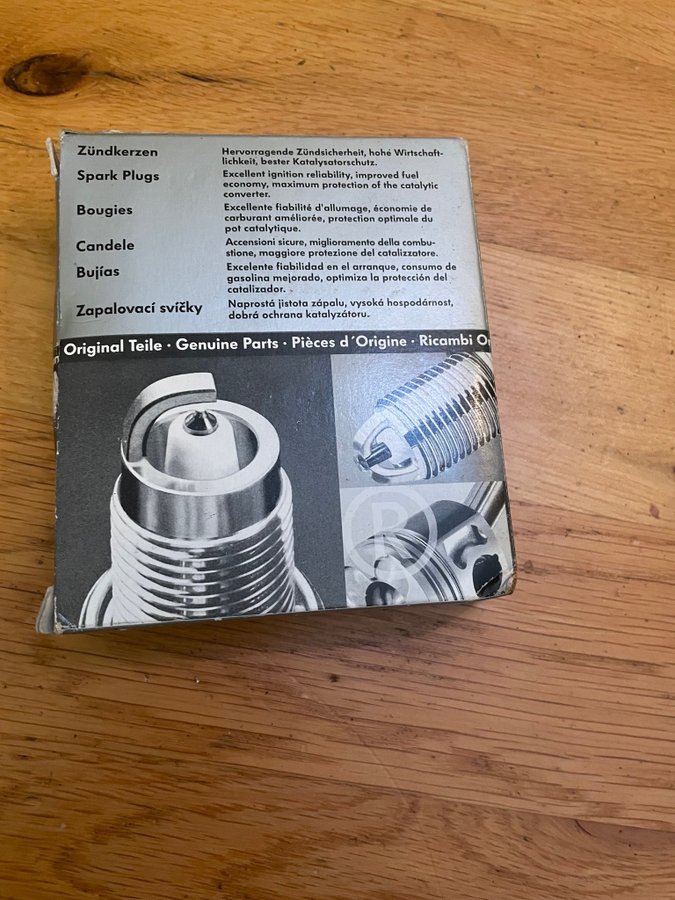 Zündkerzen
Hervorragende Zündsicherheit, hohé Wirtschaft-
lichkeit, bester Katalysatorschutz.
Spark Plugs
Excellent ignition reliability, improved fuel
economy, maximum protection of the catalytic
converter.
Bougies
Excellente fiabilité d'allumage, économie de
carburant améliorée, protection optimale du
pot catalytique.
Candele
Accensioni sicure, miglioramento della combu-
stione, maggiore protezione del catalizzatore.
Bujías
Excelente fiabilidad en el arranque, consumo de
gasolina mejorado, optimiza la protección del
catalizador.
Zapalovací svíčky
Naprostá jistota zápalu, vysoká hospodárnost,
dobrá ochrana katalyzátoru.
Original Teile · Genuine Parts · Pièces d´Origine · Ricambi
R